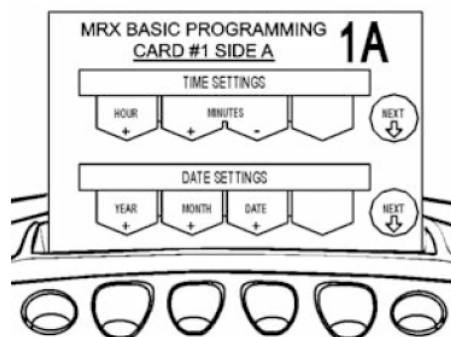 MRX BASIC PROGRAMMING 1A
CARD #1 SIDE A
TIME SETTINGS
HOUR MINUTES NEXT
+ + -
DATE SETTINGS
YEAR MONTH DATE NEXT
+ + +